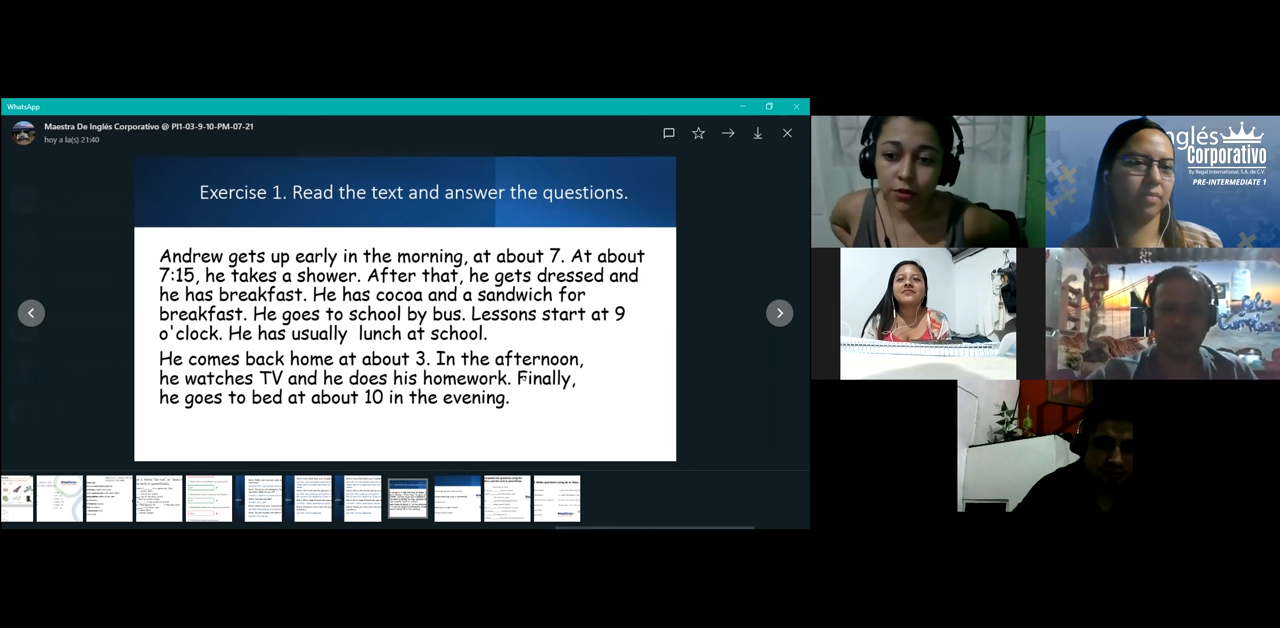 WhatsApp
Maestra De Inglés Corporativo @ PI1-03-9-10-PM-07-21
hoy a la(s) 21:40
Exercise 1. Read the text and answer the questions.
Andrew gets up early in the morning, at about 7. At about
7:15, he takes a shower. After that, he gets dressed and
he has breakfast. He has cocoa and a sandwich for
breakfast. He goes to school by bus. Lessons start at 9
o'clock. He has usually lunch at school.
He comes back home at about 3. In the afternoon,
he watches TV and he does his homework. Finally,
he goes to bed at about 10 in the evening.
nglés
Corporativo
By Regal International, S.A. de C.V.
PRE-INTERMEDIATE 1